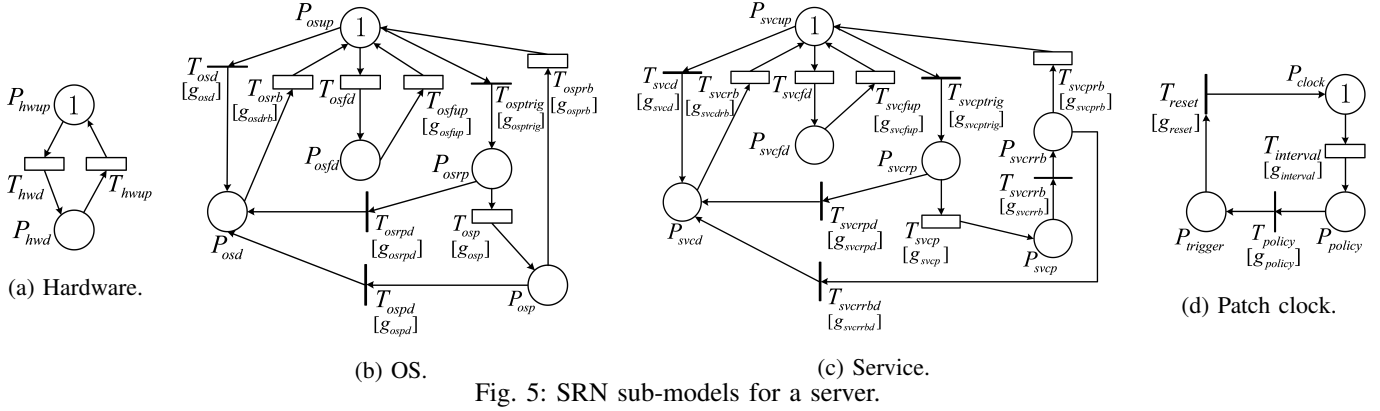 P_hwup
1
T_hwd
T_hwup
P_hwd
(a) Hardware.
P_osup
1
T_osd
[g_osd]
T_osrb
[g_osdrb]
T_osfd
T_osfup
[g_osfup]
T_osptrig
[g_osptrig]
T_osprb
[g_osprb]
P_osfd
P_osrp
P_osd
T_osrpd
[g_osrpd]
T_osp
[g_osp]
T_ospd
[g_ospd]
P_osp
(b) OS.
P_svcup
1
T_svcd
[g_svcd]
T_svcrb
[g_svcdrb]
T_svcfd
T_svcfup
[g_svcfup]
T_svcptrig
[g_svcptrig]
T_svcprb
[g_svcprb]
P_svcfd
P_svcrp
P_svcrrb
T_svcrrb
[g_svcrrb]
P_svcd
T_svcrpd
[g_svcrpd]
T_svcp
[g_svcp]
P_svcp
T_svcrrbd
[g_svcrrbd]
(c) Service.
P_clock
1
T_reset
[g_reset]
T_interval
[g_interval]
P_trigger
T_policy
[g_policy]
P_policy
(d) Patch clock.
Fig. 5: SRN sub-models for a server.